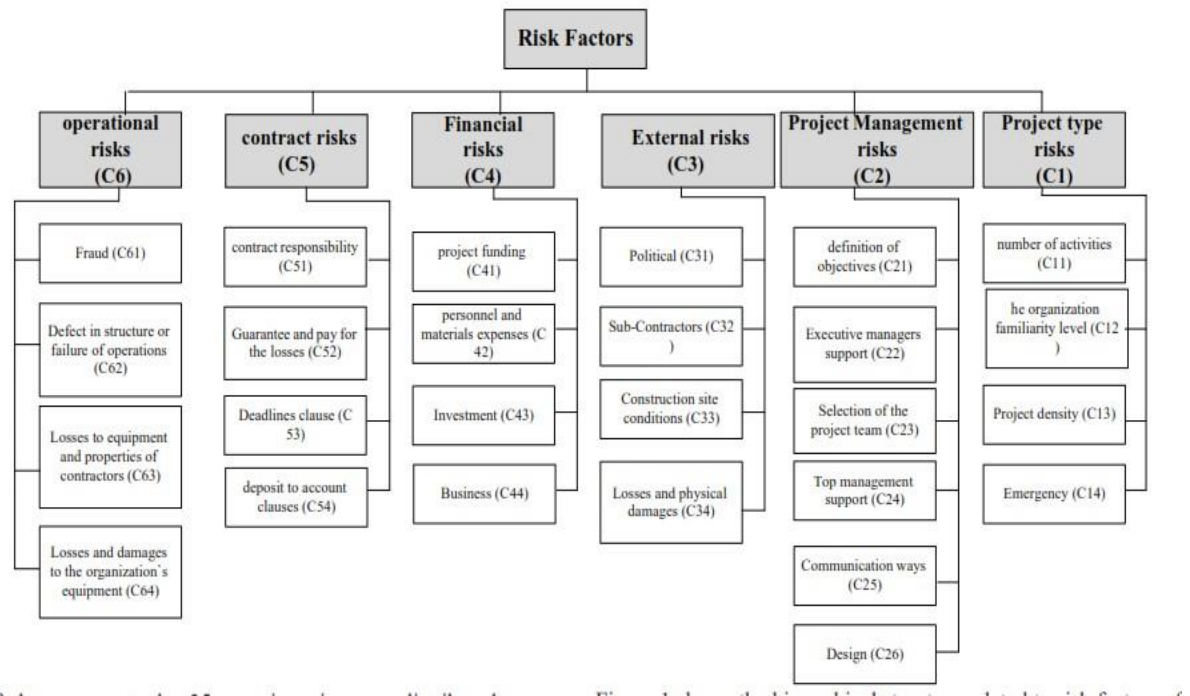 Risk Factors
operational
risks
(C6)
contract risks
(C5)
Financial
risks
(C4)
External risks
(C3)
Project Management
risks
(C2)
Project type
risks
(C1)
Fraud (C61)
Defect in structure or
failure of operations
(C62)
Losses to equipment
and properties of
contractors (C63)
Losses and damages
to the organization`s
equipment (C64)
contract responsibility
(C51)
Guarantee and pay for
the losses (C52)
Deadlines clause (C
53)
deposit to account
clauses (C54)
project funding
(C41)
personnel and
materials expenses (C
42)
Investment (C43)
Business (C44)
Political (C31)
Sub-Contractors (C32
)
Construction site
conditions (C33)
Losses and physical
damages (C34)
definition of
objectives (C21)
Executive managers
support (C22)
Selection of the
project team (C23)
Top management
support (C24)
Communication ways
(C25)
Design (C26)
number of activities
(C11)
he organization
familiarity level (C12
)
Project density (C13)
Emergency (C14)